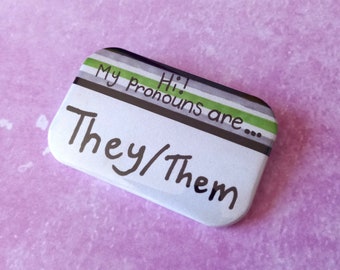 Hi!
My Pronouns are...
They/Them